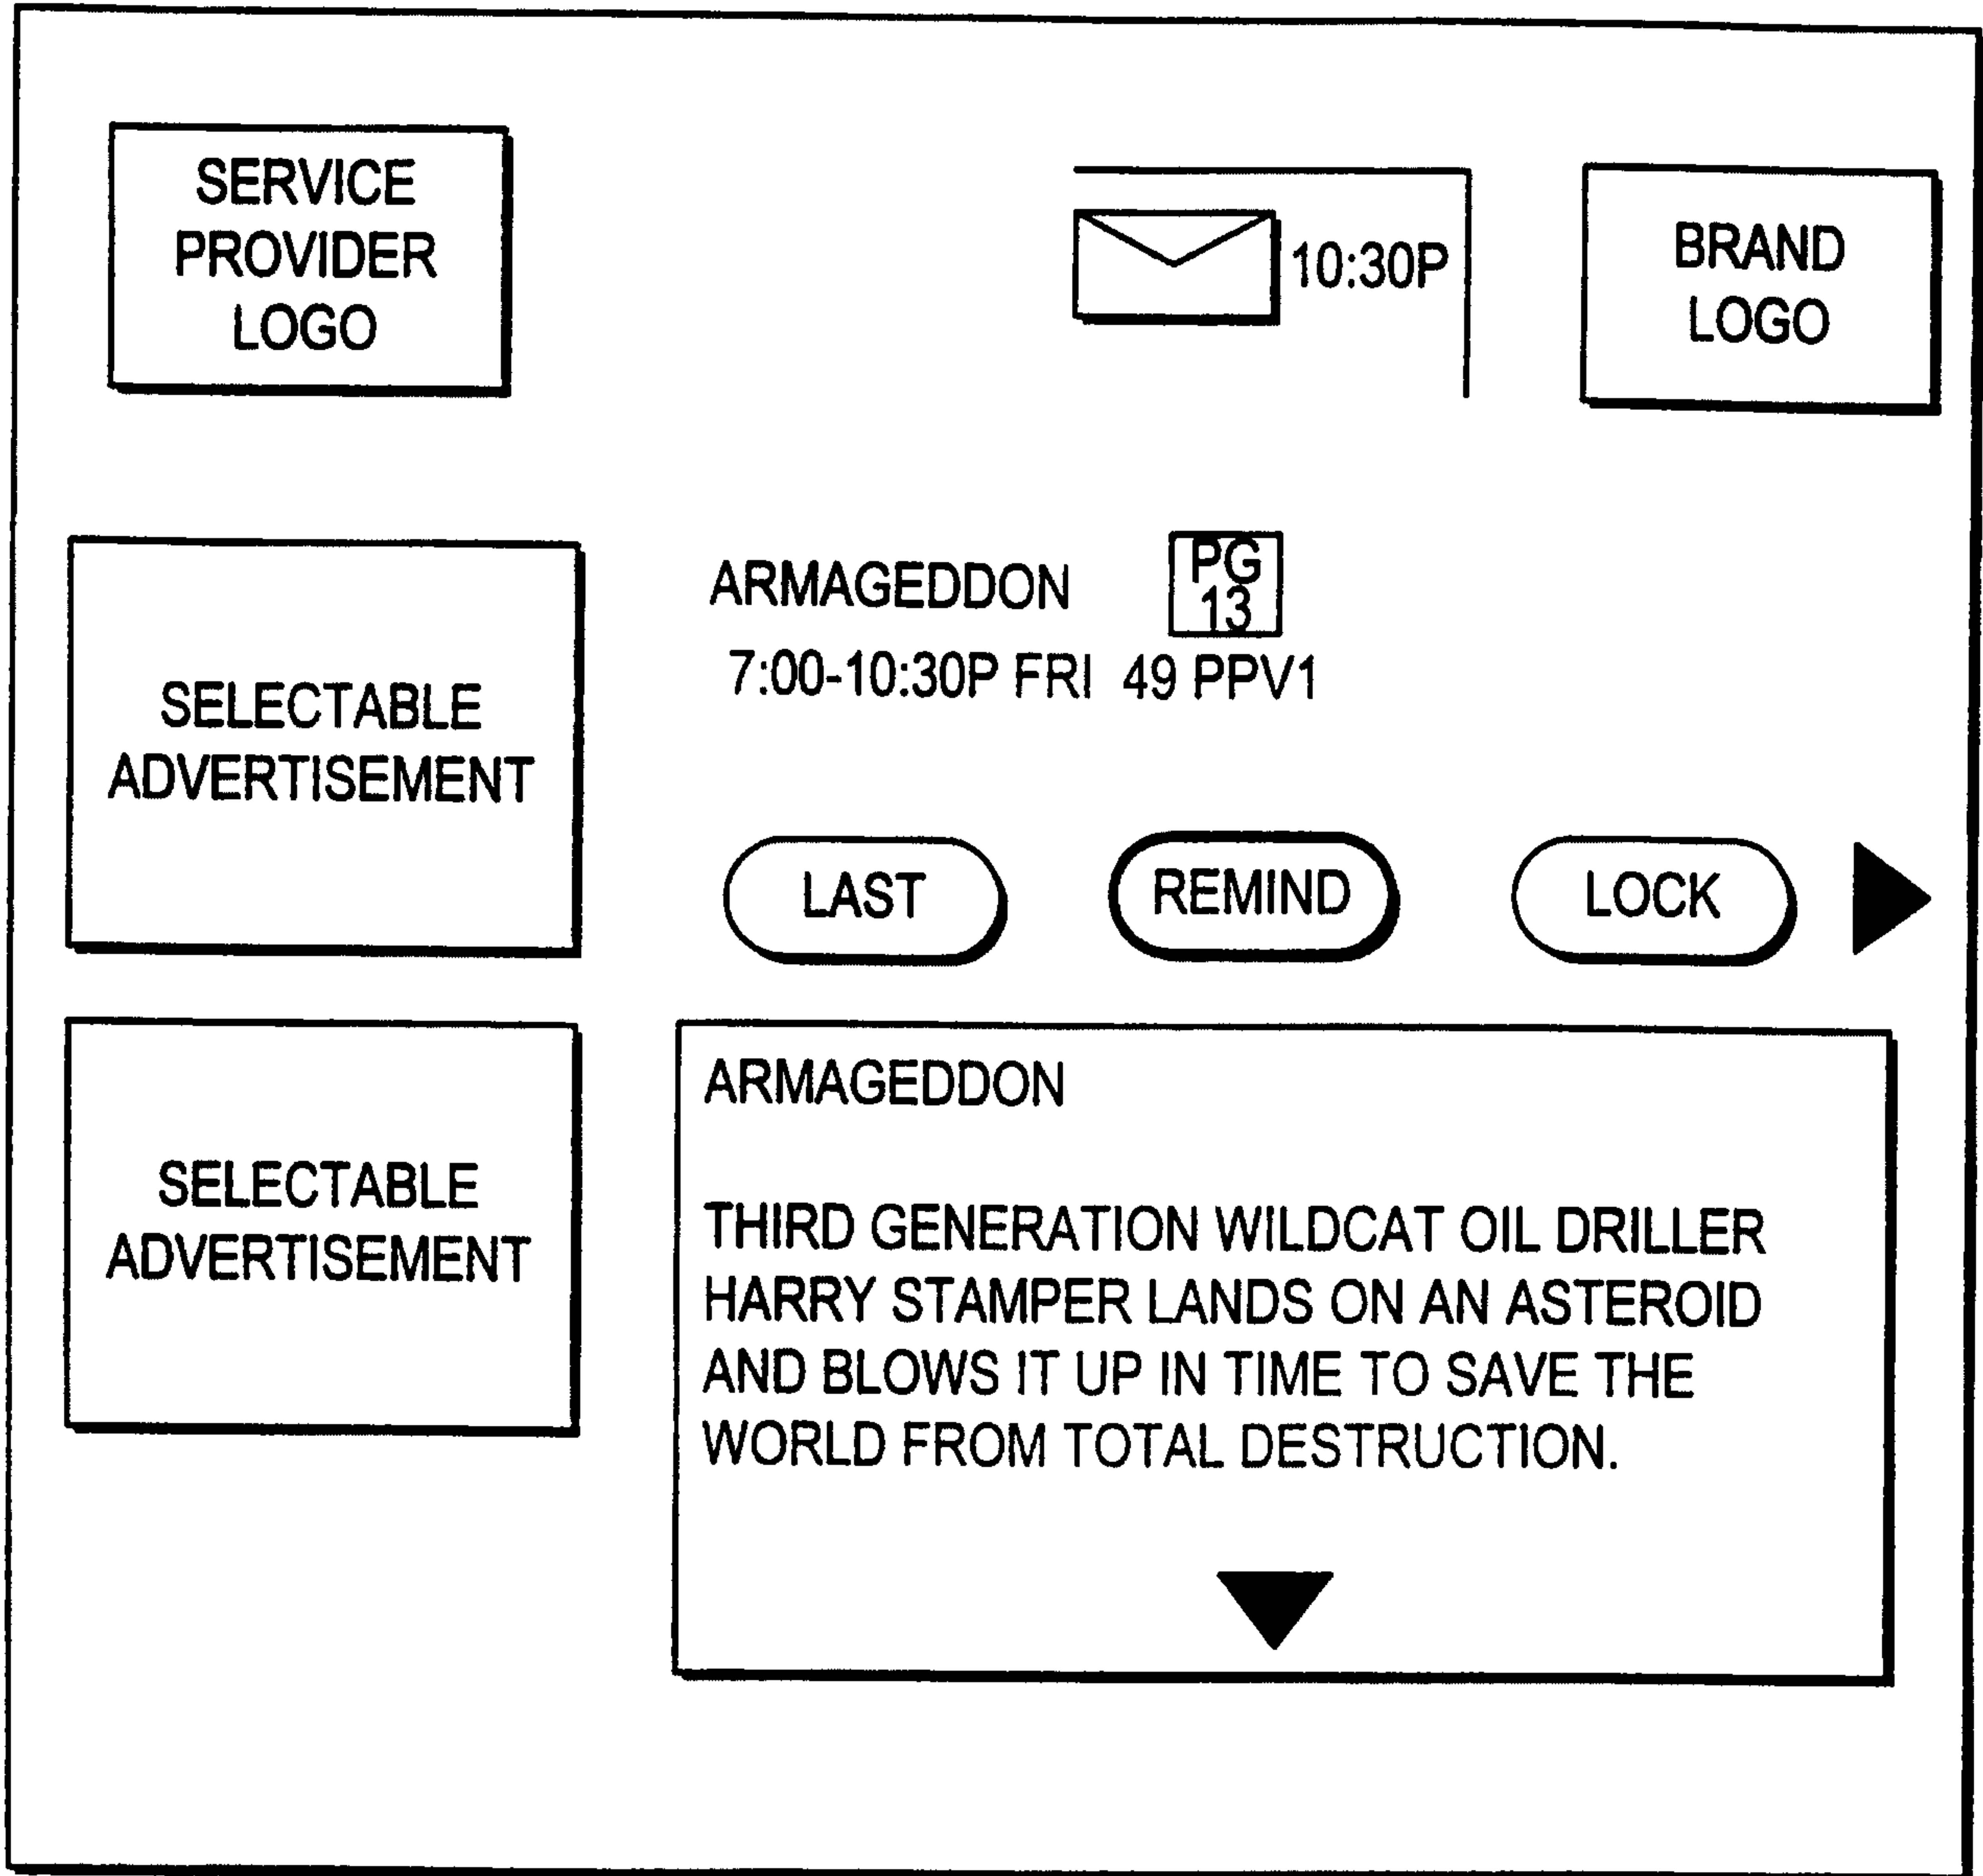 SERVICE
PROVIDER
LOGO
10:30P
BRAND
LOGO
SELECTABLE
ADVERTISEMENT
ARMAGEDDON
PG
13
7:00-10:30P FRI 49 PPV1
LAST
REMIND
LOCK
SELECTABLE
ADVERTISEMENT
ARMAGEDDON
THIRD GENERATION WILDCAT OIL DRILLER
HARRY STAMPER LANDS ON AN ASTEROID
AND BLOWS IT UP IN TIME TO SAVE THE
WORLD FROM TOTAL DESTRUCTION.